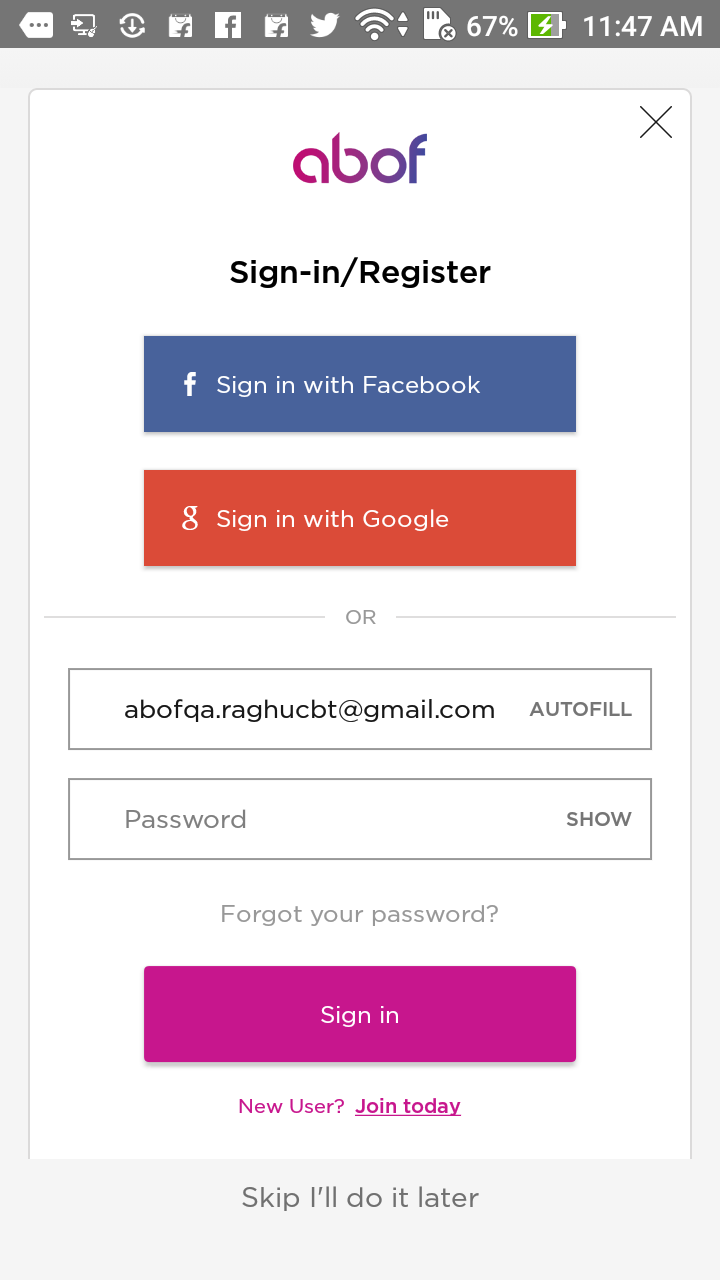 67% 11:47 AM
abof
Sign-in/Register
f Sign in with Facebook
g Sign in with Google
OR
abofqa.raghucbt@gmail.com AUTOFILL
Password SHOW
Forgot your password?
Sign in
New User? Join today
Skip I'll do it later